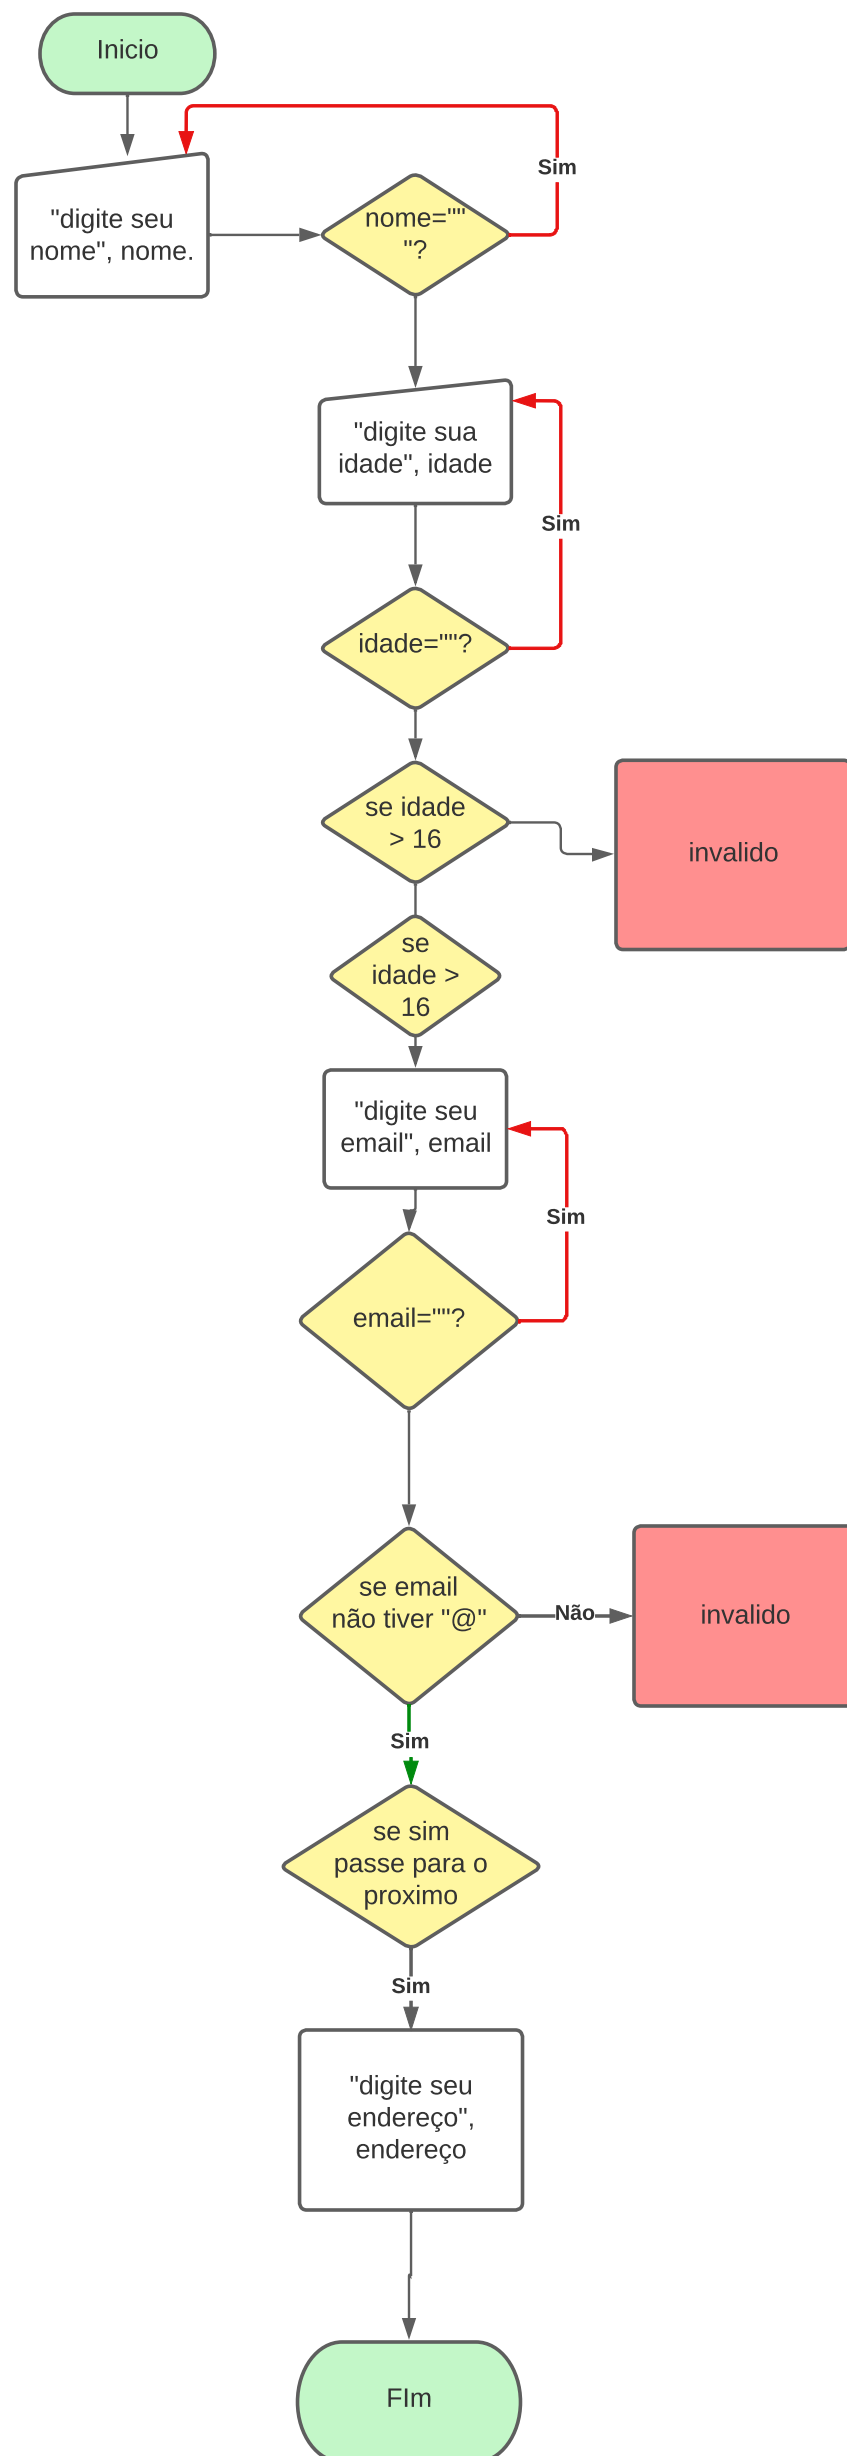 Inicio
Sim
"digite seu
nome", nome.
nome=""
"?
"digite sua
idade", idade
Sim
idade=""?
se idade
> 16
invalido
se
idade >
16
"digite seu
email", email
Sim
email=""?
se email
não tiver "@"
Não
invalido
Sim
se sim
passe para o
proximo
Sim
"digite seu
endereço",
endereço
FIm